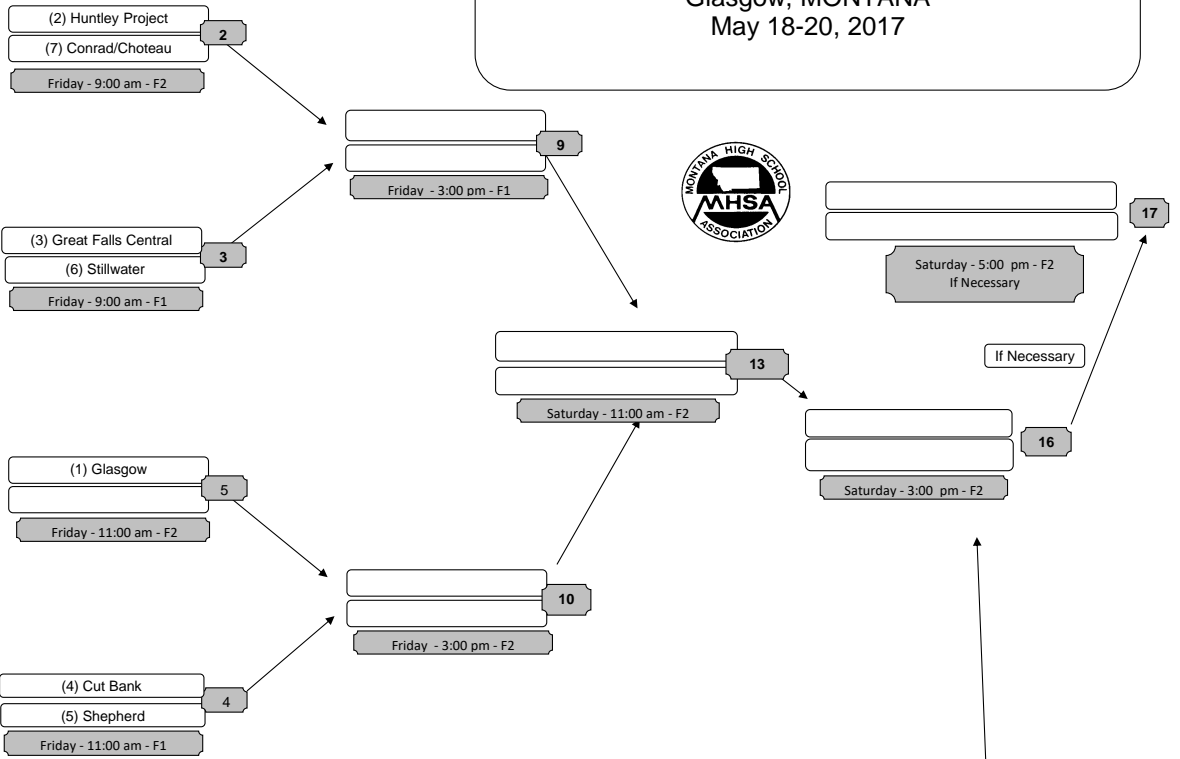 Glasgow, MONTANA
May 18-20, 2017
(2) Huntley Project
2
(7) Conrad/Choteau
Friday - 9:00 am - F2
9
Friday - 3:00 pm - F1
MONTANA HIGH SCHOOL
MHSA
ASSOCIATION
17
Saturday - 5:00 pm - F2
If Necessary
(3) Great Falls Central
3
(6) Stillwater
Friday - 9:00 am - F1
If Necessary
13
Saturday - 11:00 am - F2
16
Saturday - 3:00 pm - F2
(1) Glasgow
5
Friday - 11:00 am - F2
10
Friday - 3:00 pm - F2
(4) Cut Bank
4
(5) Shepherd
Friday - 11:00 am - F1